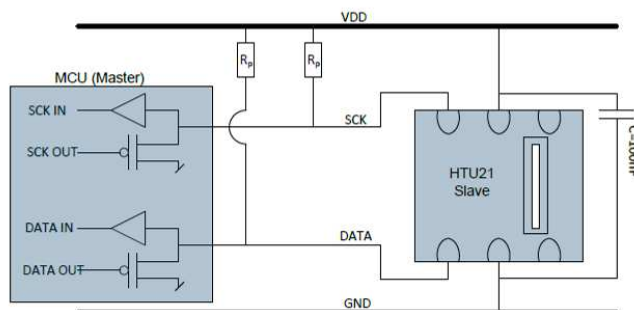 VDD
Rp
Rp
MCU (Master)
SCK IN
SCK
SCK OUT
HTU21
Slave
DATA IN
DATA
DATA OUT
GND